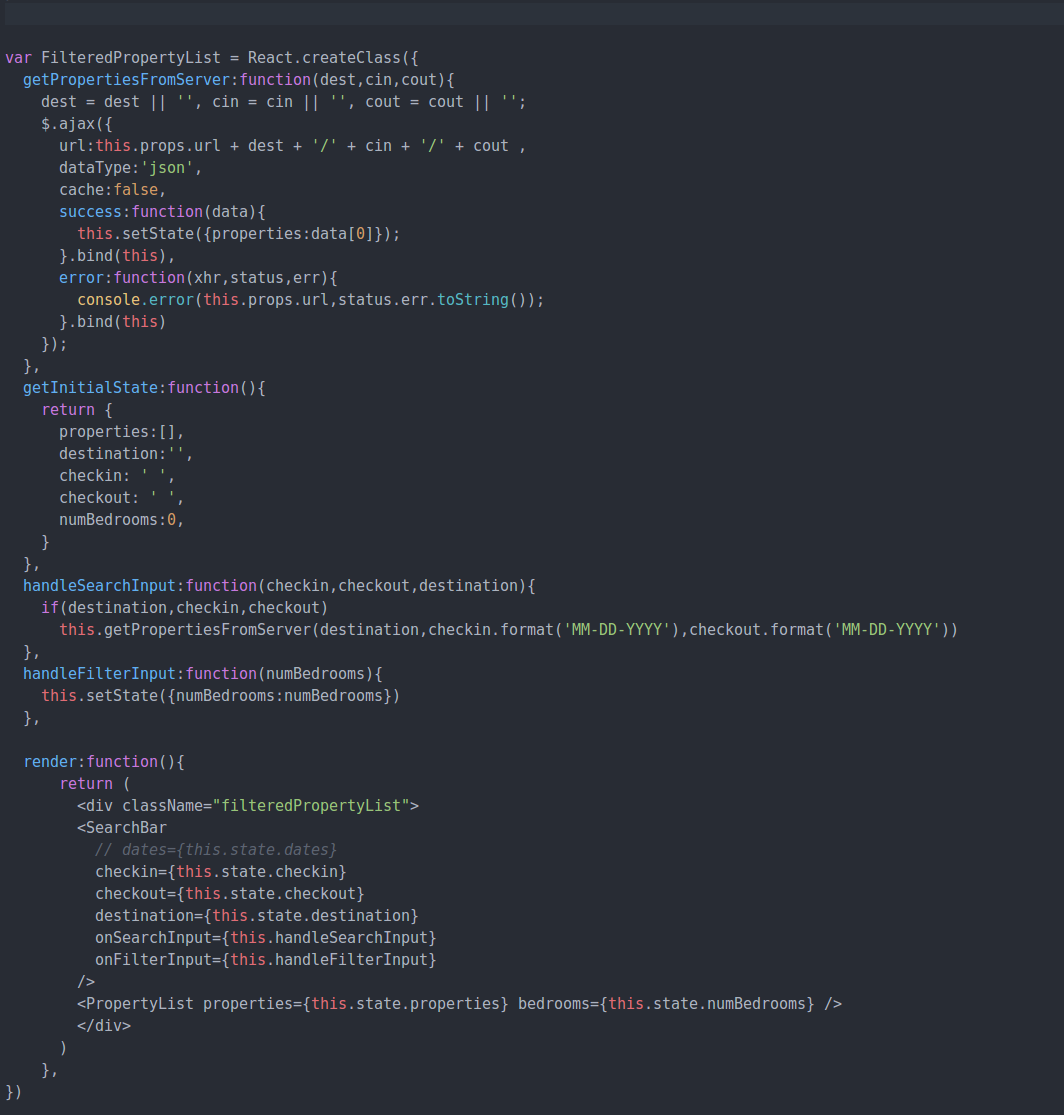 var FilteredPropertyList = React.createClass({
  getPropertiesFromServer:function(dest,cin,cout){
    dest = dest || '', cin = cin || '', cout = cout || '';
    $.ajax({
      url:this.props.url + dest + '/' + cin + '/' + cout ,
      dataType:'json',
      cache:false,
      success:function(data){
        this.setState({properties:data[0]});
      }.bind(this),
      error:function(xhr,status,err){
        console.error(this.props.url,status.err.toString());
      }.bind(this)
    });
  },
  getInitialState:function(){
    return {
      properties:[],
      destination:'',
      checkin: ' ',
      checkout: ' ',
      numBedrooms:0,
    }
  },
  handleSearchInput:function(checkin,checkout,destination){
    if(destination,checkin,checkout)
      this.getPropertiesFromServer(destination,checkin.format('MM-DD-YYYY'),checkout.format('MM-DD-YYYY'))
  },
  handleFilterInput:function(numBedrooms){
    this.setState({numBedrooms:numBedrooms})
  },

  render:function(){
      return (
        <div className="filteredPropertyList">
        <SearchBar
          // dates={this.state.dates}
          checkin={this.state.checkin}
          checkout={this.state.checkout}
          destination={this.state.destination}
          onSearchInput={this.handleSearchInput}
          onFilterInput={this.handleFilterInput}
        />
        <PropertyList properties={this.state.properties} bedrooms={this.state.numBedrooms} />
        </div>
      )
    },
})